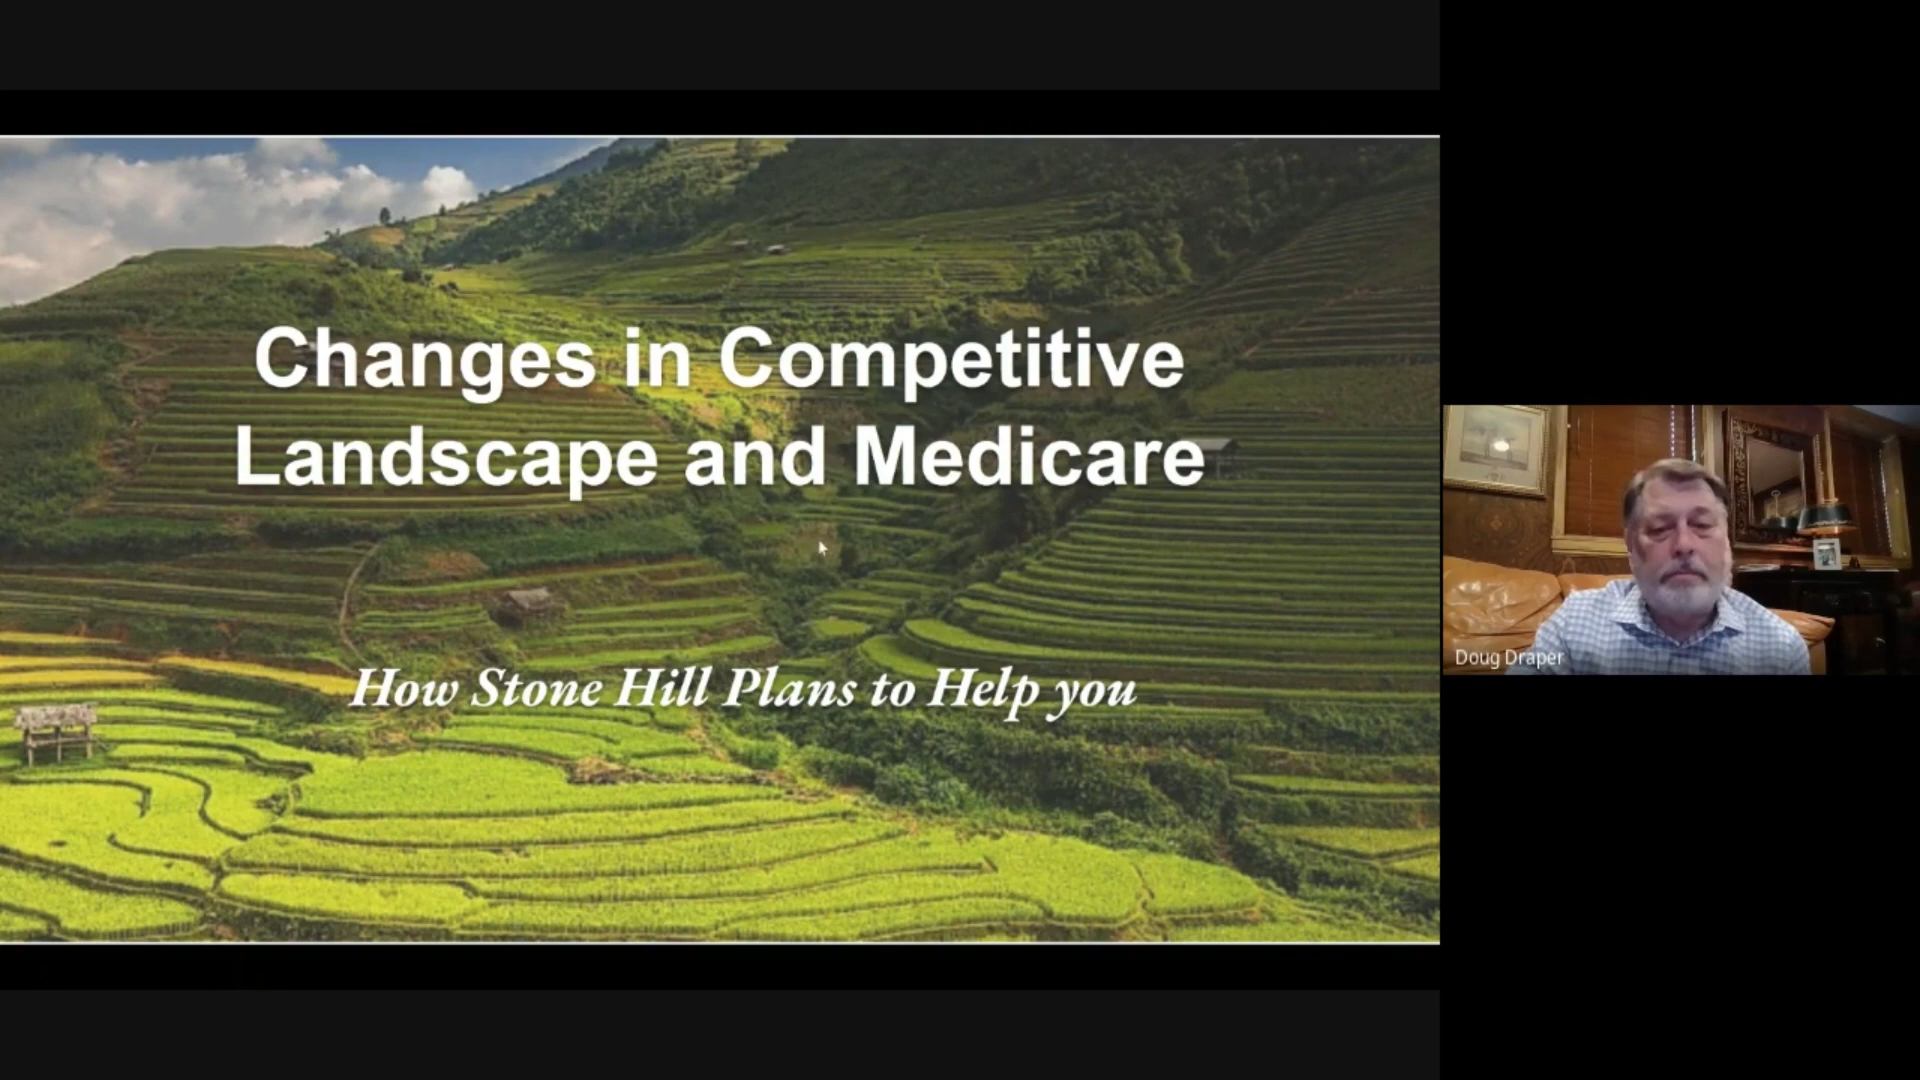 Changes in Competitive
Landscape and Medicare
How Stone Hill Plans to Help you
Doug Draper